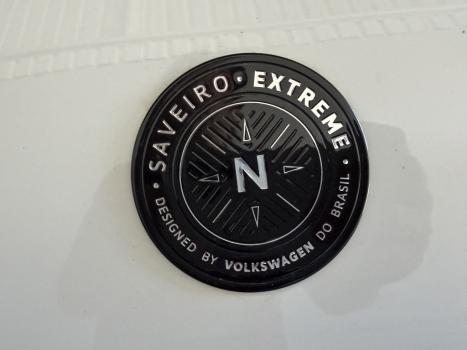 SAVEIRO • EXTREME
N
• DESIGNED BY VOLKSWAGEN DO BRASIL •